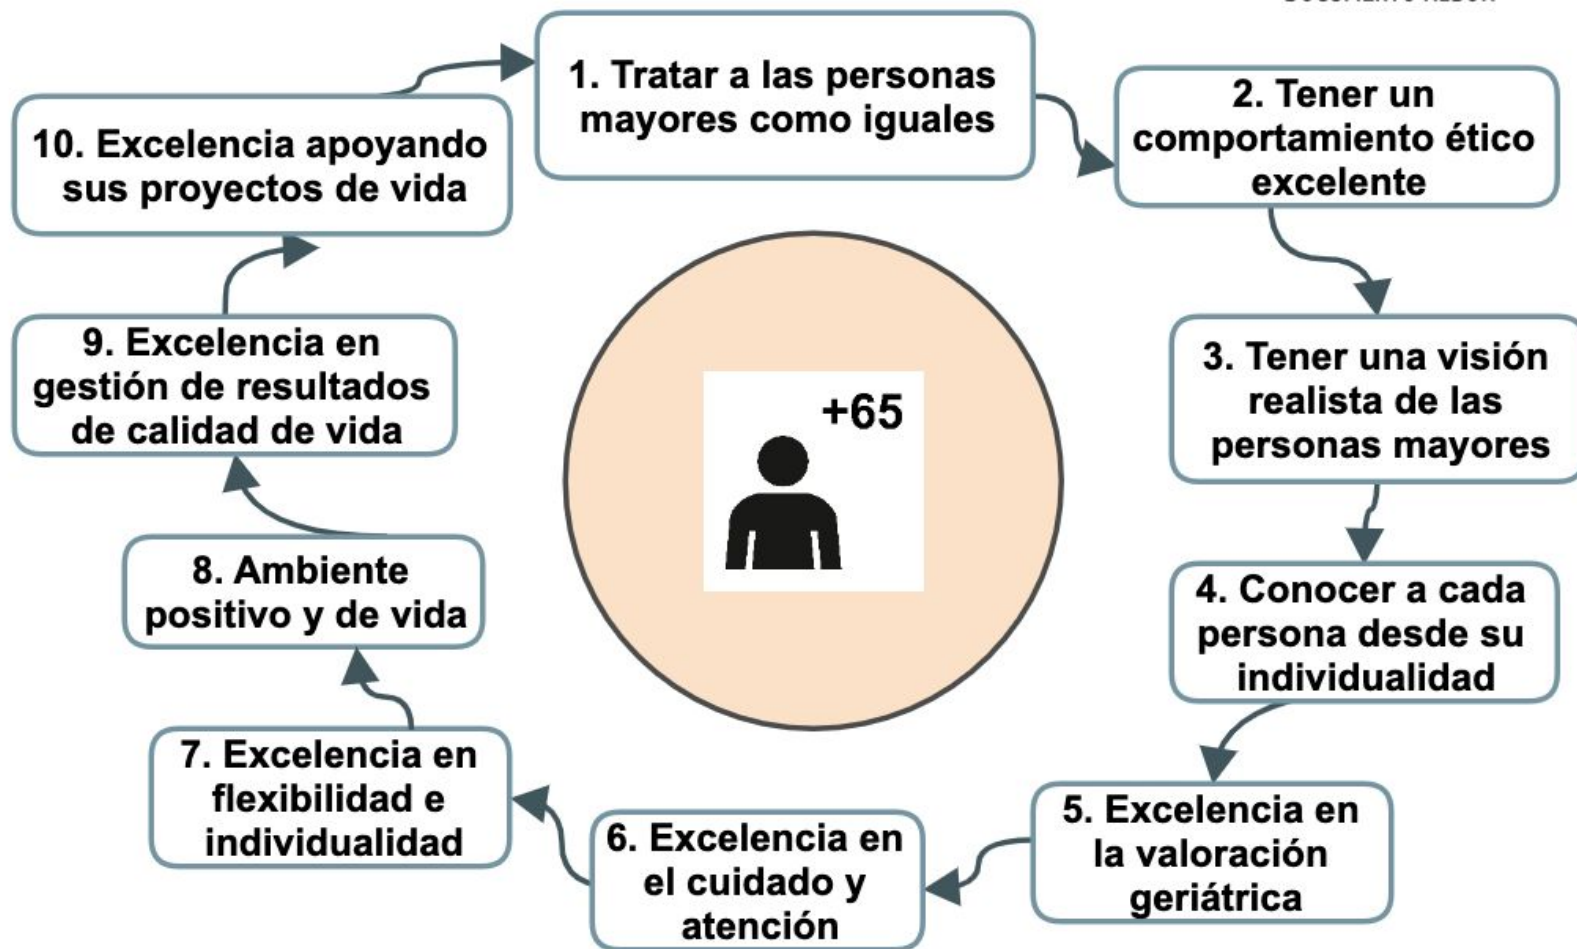 1. Tratar a las personas
mayores como iguales
2. Tener un
comportamiento ético
excelente
3. Tener una visión
realista de las
personas mayores
4. Conocer a cada
persona desde su
individualidad
5. Excelencia en
la valoración
geriátrica
6. Excelencia en
el cuidado y
atención
7. Excelencia en
flexibilidad e
individualidad
8. Ambiente
positivo y de vida
9. Excelencia en
gestión de resultados
de calidad de vida
10. Excelencia apoyando
sus proyectos de vida
+65